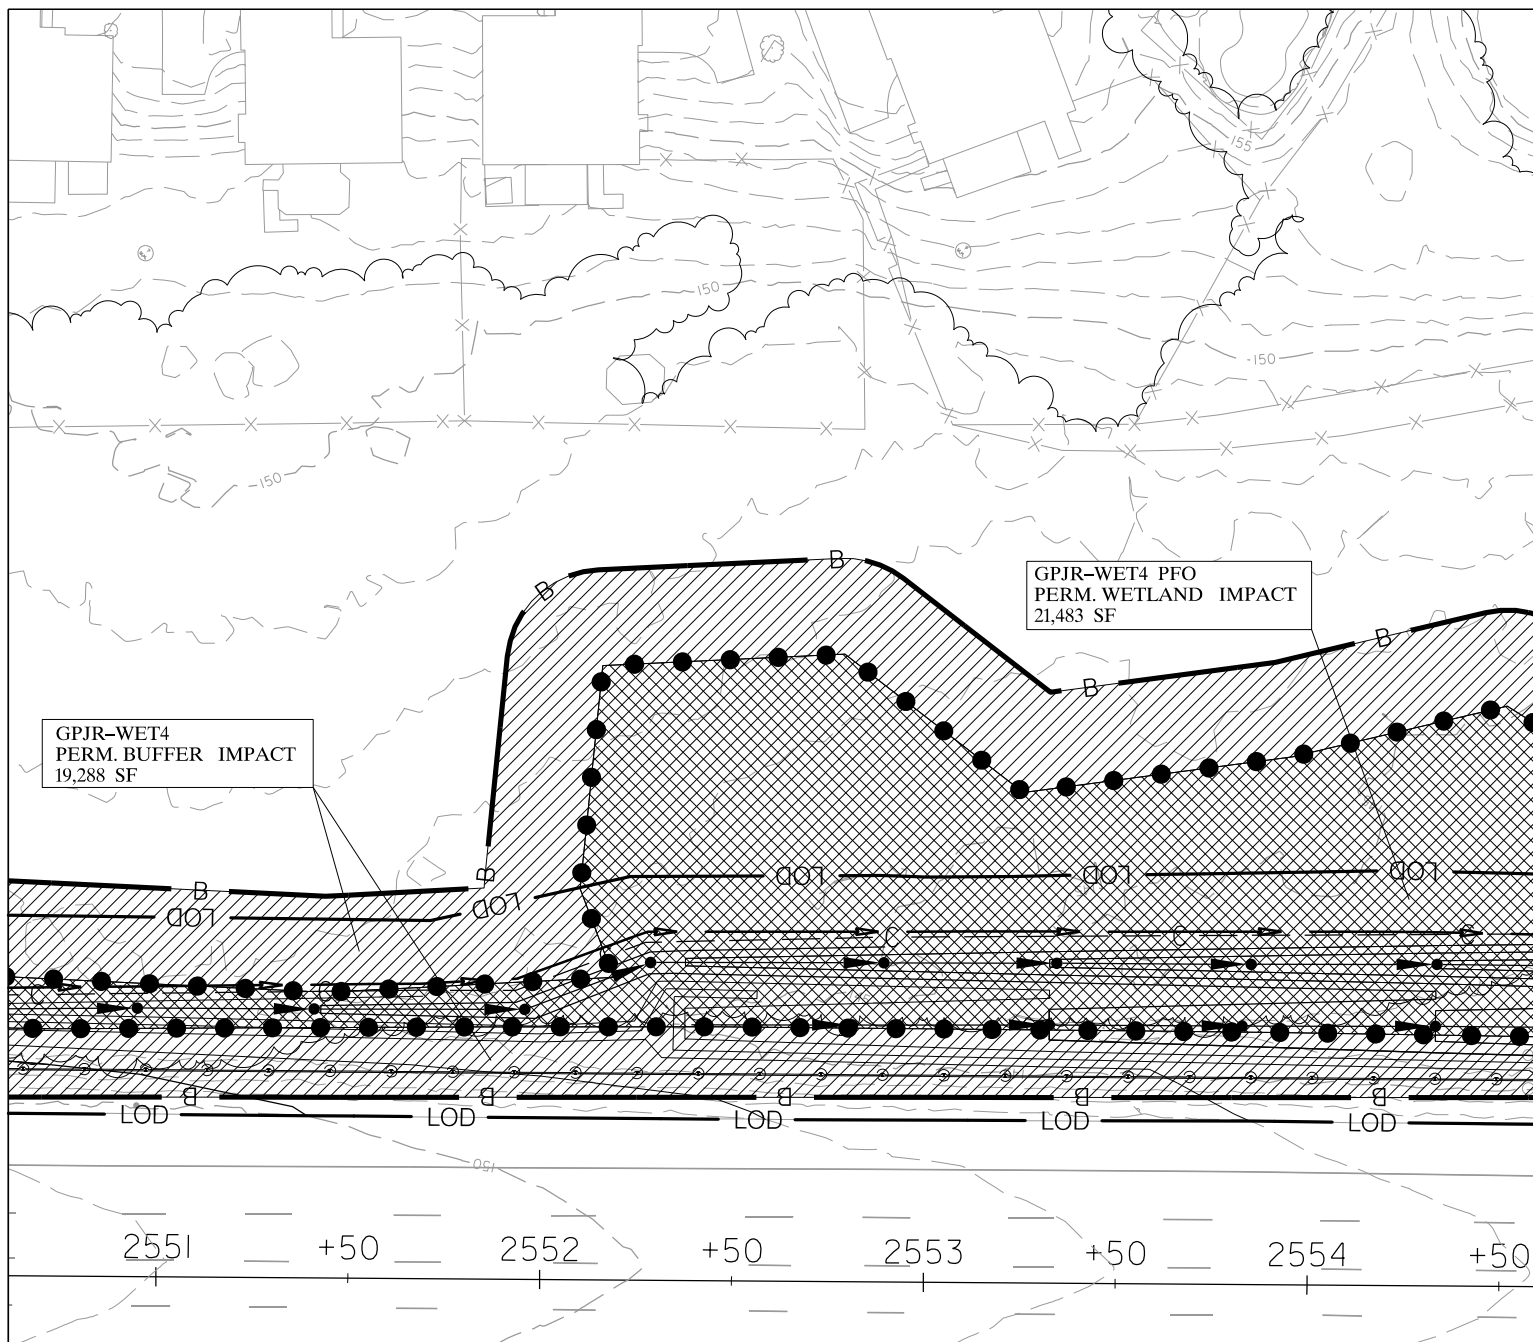 155
150
-150
-150
B
B
GPJR-WET4 PFO
PERM. WETLAND IMPACT
21,483 SF
B
B
GPJR-WET4
PERM. BUFFER IMPACT
19,288 SF
B
B
LOD
LOD
LOD
LOD
LOD
C
C
C
C
B
B
B
B
B
LOD
LOD
LOD
LOD
LOD
150
2551
+50
2552
+50
2553
+50
2554
+50